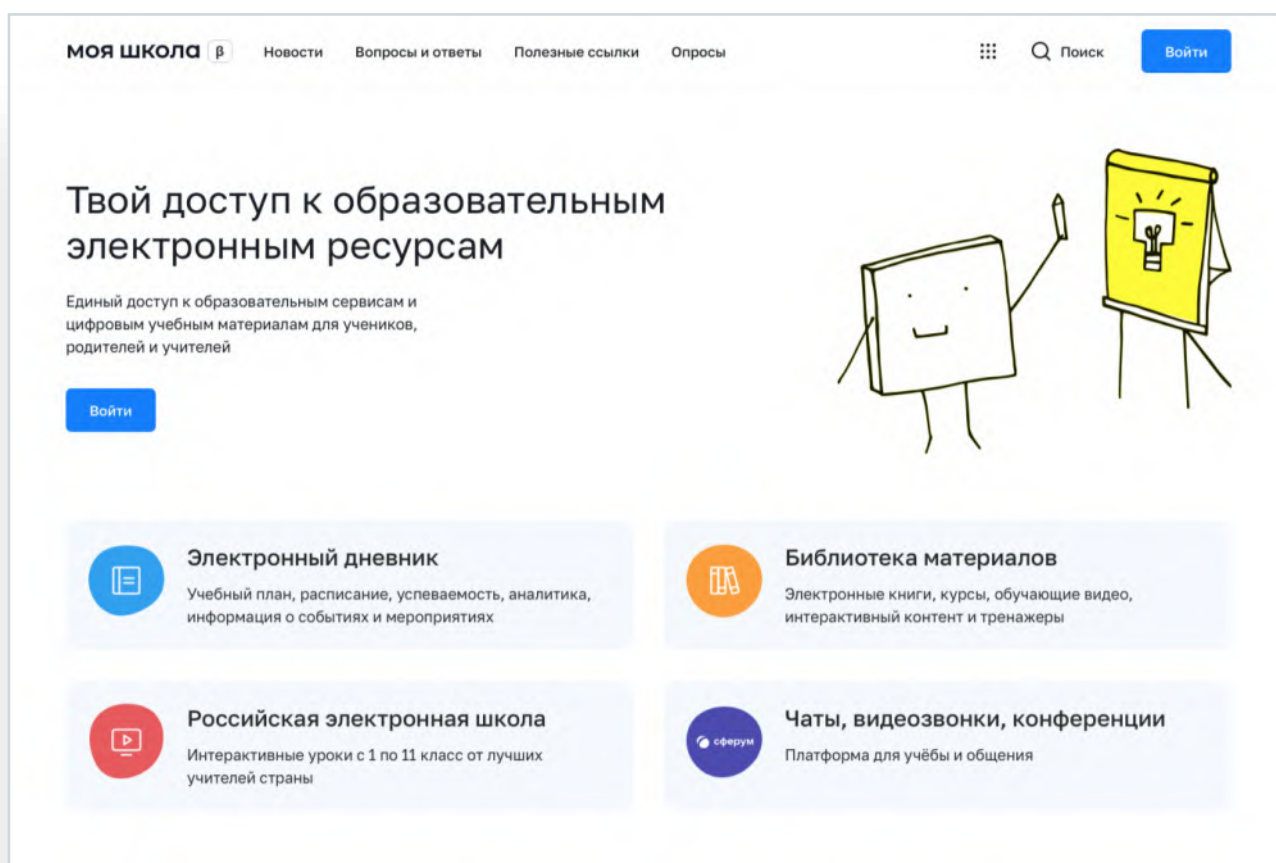 моя школа β Новости Вопросы и ответы Полезные ссылки Опросы Поиск Войти
Твой доступ к образовательным
электронным ресурсам
Единый доступ к образовательным сервисам и
цифровым учебным материалам для учеников,
родителей и учителей
Войти
Электронный дневник
Учебный план, расписание, успеваемость, аналитика,
информация о событиях и мероприятиях
Библиотека материалов
Электронные книги, курсы, обучающие видео,
интерактивный контент и тренажеры
Российская электронная школа
Интерактивные уроки с 1 по 11 класс от лучших
учителей страны
сферум
Чаты, видеозвонки, конференции
Платформа для учёбы и общения